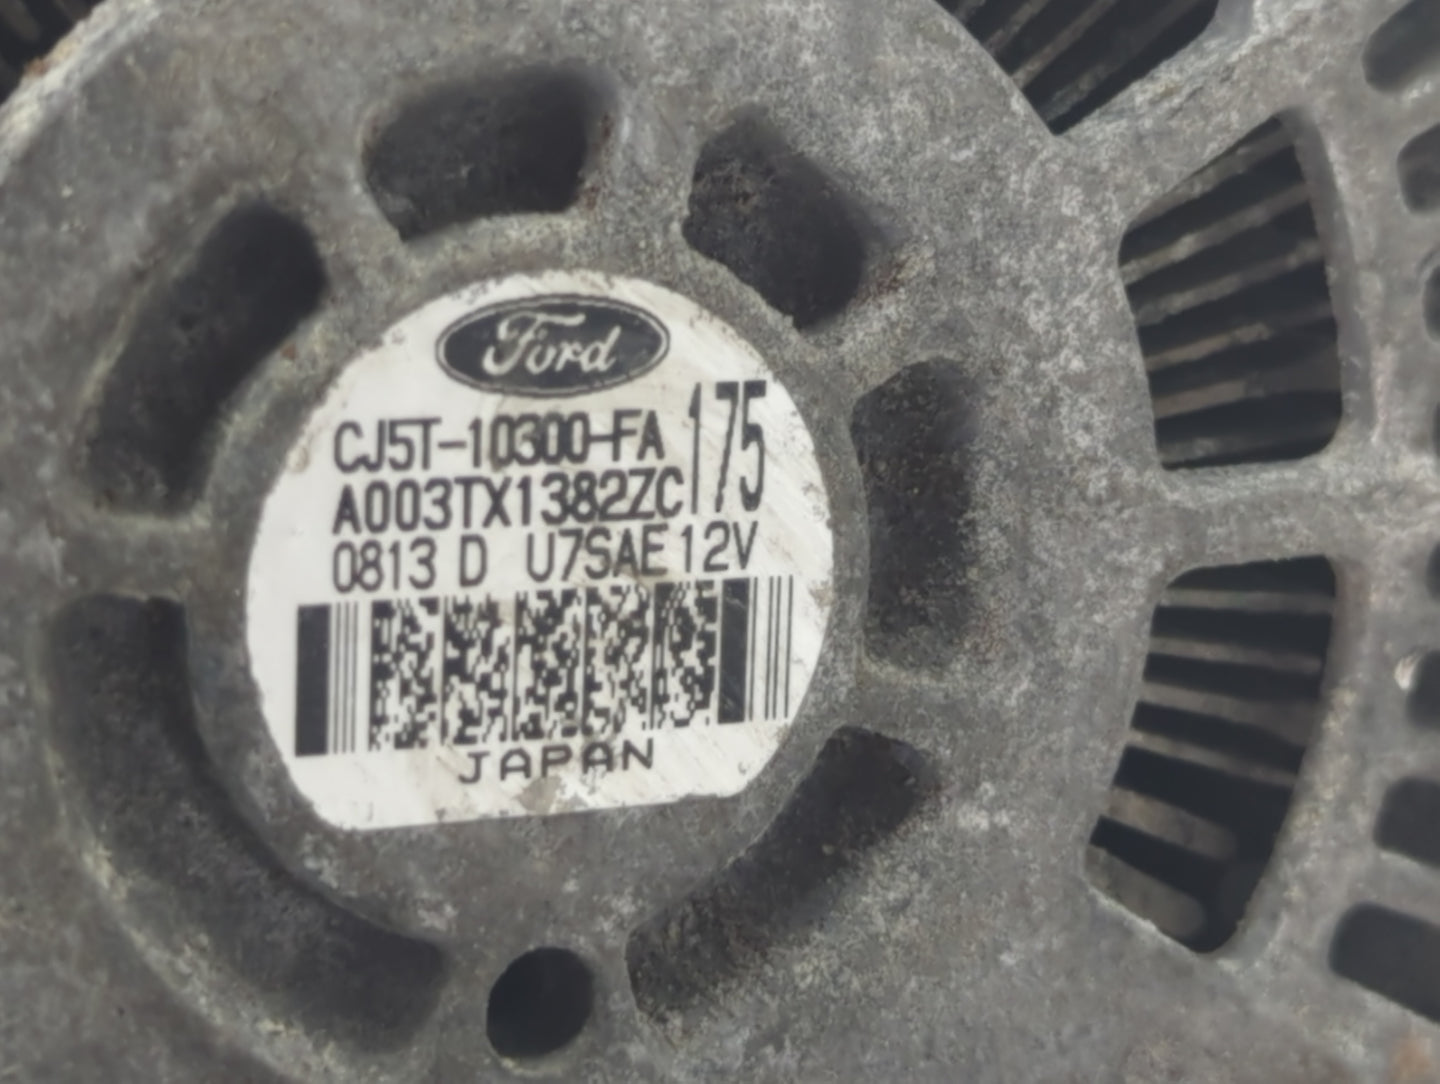 Ford
CJ5T-10300-FA 175
A003TX1382ZC
0813 D U7SAE 12V
JAPAN